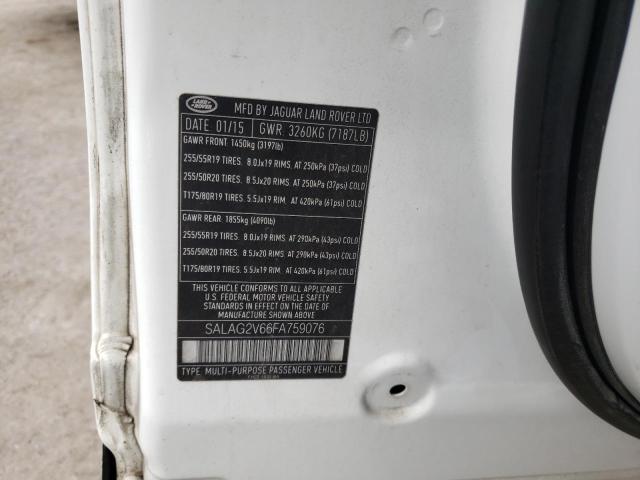 LAND ROVER
MFD BY JAGUAR LAND ROVER LTD
DATE 01/15 GWR. 3260KG (7187LB)
GAWR FRONT 1450kg (3197lb)
255/55R19 TIRES. 8.0Jx19 RIMS. AT 250kPa (37psi) COLD
255/50R20 TIRES. 8.5Jx20 RIMS. AT 250kPa (37psi) COLD
T175/80R19 TIRES. 5.5Jx19 RIM. AT 420kPa (61psi) COLD
GAWR REAR. 1855kg (4090lb)
255/55R19 TIRES. 8.0Jx19 RIMS. AT 290kPa (43psi) COLD
255/50R20 TIRES. 8.5Jx20 RIMS. AT 290kPa (43psi) COLD
T175/80R19 TIRES. 5.5Jx19 RIM. AT 420kPa (61psi) COLD
THIS VEHICLE CONFORMS TO ALL APPLICABLE
U.S. FEDERAL MOTOR VEHICLE SAFETY
STANDARDS IN EFFECT ON THE DATE OF
MANUFACTURE SHOWN ABOVE
SALAG2V66FA759076
TYPE: MULTI-PURPOSE PASSENGER VEHICLE